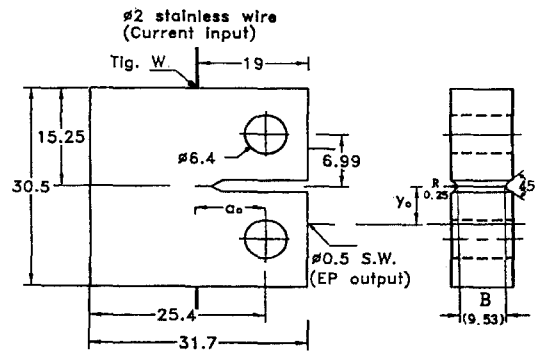 ø2 stainless wire
(Current input)
Tig. W.
19
15.25
ø6.4
6.99
30.5
a₀
y₀
R
0.25
45
ø0.5 S.W.
(EP output)
B
(9.53)
25.4
31.7